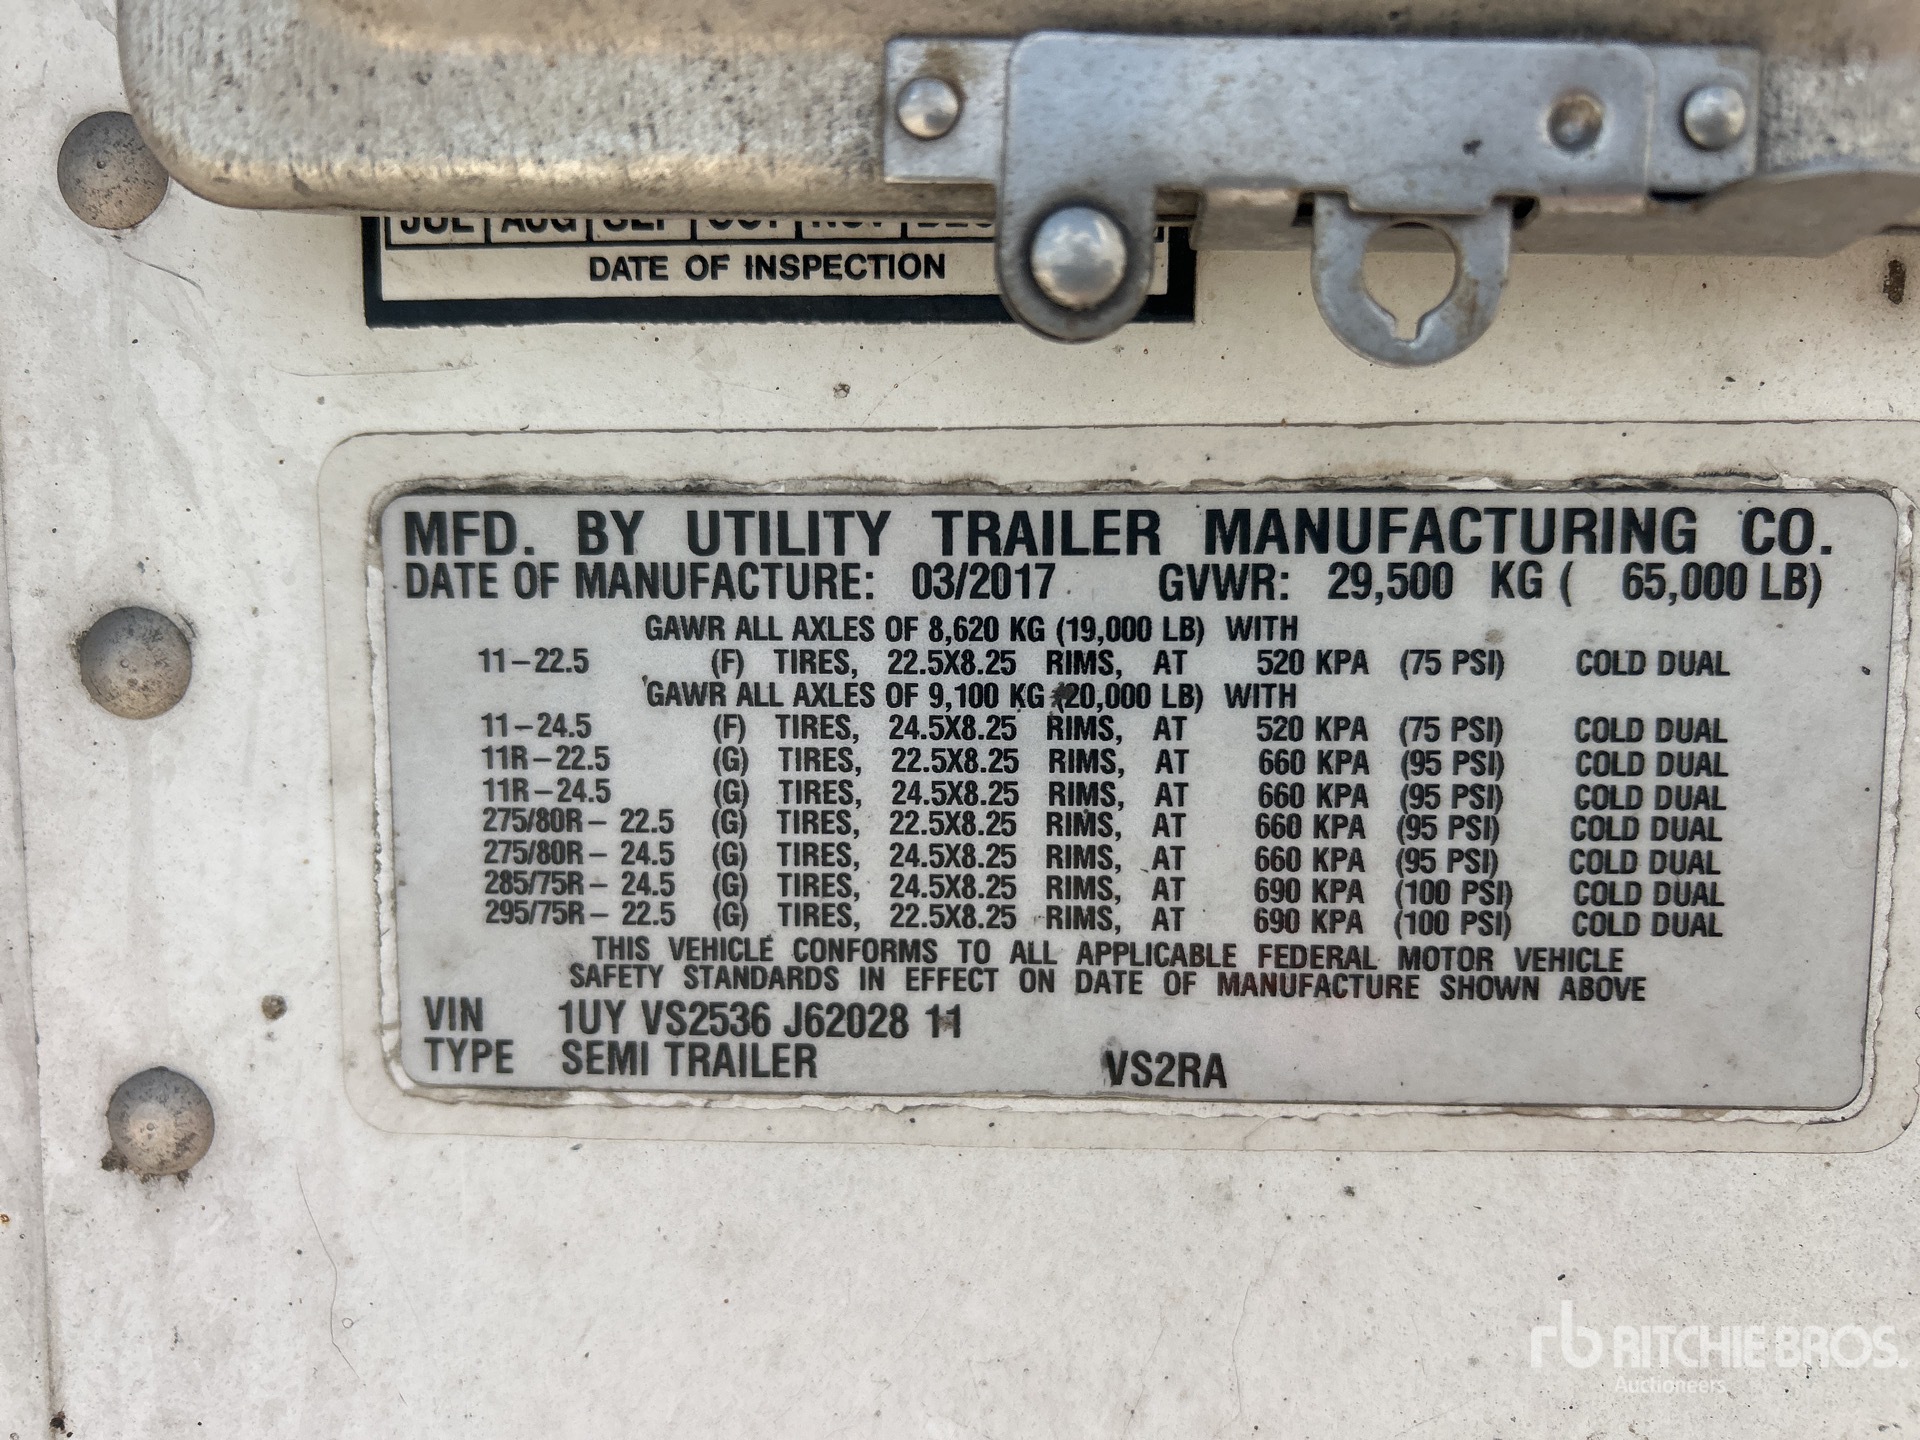 JUL AUG SEP OCT NOV DEC
DATE OF INSPECTION
MFD. BY UTILITY TRAILER MANUFACTURING CO.
DATE OF MANUFACTURE: 03/2017 GVWR: 29,500 KG ( 65,000 LB)
GAWR ALL AXLES OF 8,620 KG (19,000 LB) WITH
11-22.5 (F) TIRES, 22.5X8.25 RIMS, AT 520 KPA (75 PSI) COLD DUAL
GAWR ALL AXLES OF 9,100 KG (20,000 LB) WITH
11-24.5 (F) TIRES, 24.5X8.25 RIMS, AT 520 KPA (75 PSI) COLD DUAL
11R-22.5 (G) TIRES, 22.5X8.25 RIMS, AT 660 KPA (95 PSI) COLD DUAL
11R-24.5 (G) TIRES, 24.5X8.25 RIMS, AT 660 KPA (95 PSI) COLD DUAL
275/80R- 22.5 (G) TIRES, 22.5X8.25 RIMS, AT 660 KPA (95 PSI) COLD DUAL
275/80R- 24.5 (G) TIRES, 24.5X8.25 RIMS, AT 660 KPA (95 PSI) COLD DUAL
285/75R- 24.5 (G) TIRES, 24.5X8.25 RIMS, AT 690 KPA (100 PSI) COLD DUAL
295/75R- 22.5 (G) TIRES, 22.5X8.25 RIMS, AT 690 KPA (100 PSI) COLD DUAL
THIS VEHICLE CONFORMS TO ALL APPLICABLE FEDERAL MOTOR VEHICLE
SAFETY STANDARDS IN EFFECT ON DATE OF MANUFACTURE SHOWN ABOVE
VIN 1UY VS2536 J62028 11
TYPE SEMI TRAILER VS2RA
rb RITCHIE BROS.
Auctioneers